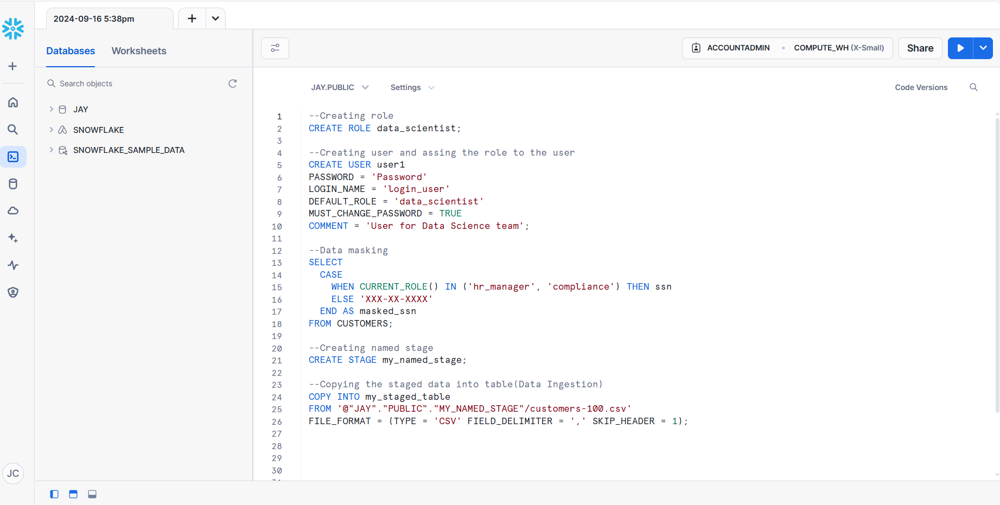 2024-09-16 5:38pm
Databases
Worksheets
ACCOUNTADMIN
COMPUTE_WH (X-Small)
Share
Search objects
JAY
SNOWFLAKE
SNOWFLAKE_SAMPLE_DATA
JAY.PUBLIC
Settings
Code Versions
1 --Creating role
2 CREATE ROLE data_scientist;
3
4 --Creating user and assing the role to the user
5 CREATE USER user1
6 PASSWORD = 'Password'
7 LOGIN_NAME = 'login_user'
8 DEFAULT_ROLE = 'data_scientist'
9 MUST_CHANGE_PASSWORD = TRUE
10 COMMENT = 'User for Data Science team';
11
12 --Data masking
13 SELECT
14 CASE
15 WHEN CURRENT_ROLE() IN ('hr_manager', 'compliance') THEN ssn
16 ELSE 'XXX-XX-XXXX'
17 END AS masked_ssn
18 FROM CUSTOMERS;
19
20 --Creating named stage
21 CREATE STAGE my_named_stage;
22
23 --Copying the staged data into table(Data Ingestion)
24 COPY INTO my_staged_table
25 FROM '@"JAY"."PUBLIC"."MY_NAMED_STAGE"/customers-100.csv'
26 FILE_FORMAT = (TYPE = 'CSV' FIELD_DELIMITER = ',' SKIP_HEADER = 1);
27
28
29
30
JC